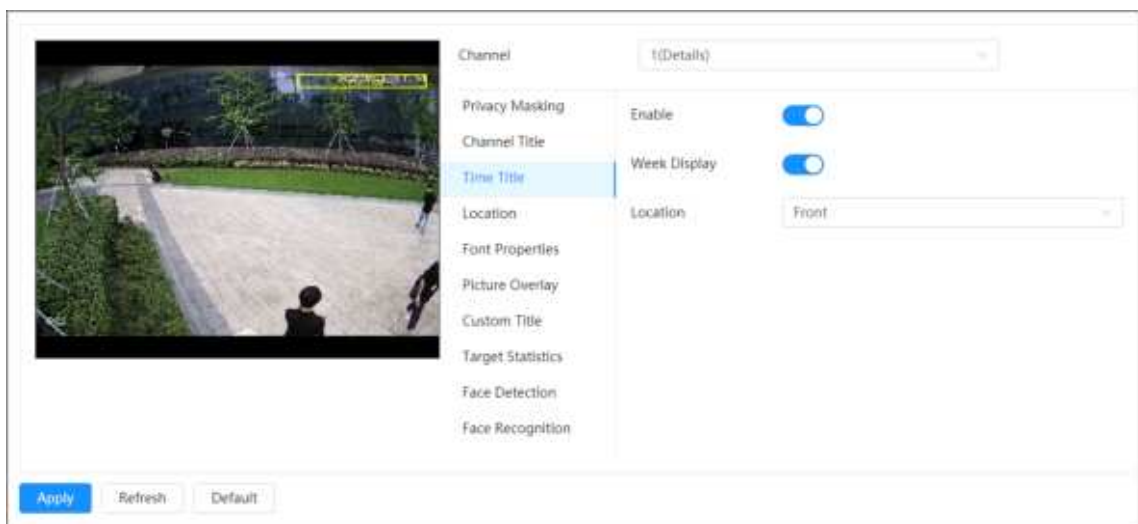 Channel
1(Details)
Privacy Masking
Channel Title
Time Title
Location
Font Properties
Picture Overlay
Custom Title
Target Statistics
Face Detection
Face Recognition
Enable
Week Display
Location
Front
Apply
Refresh
Default